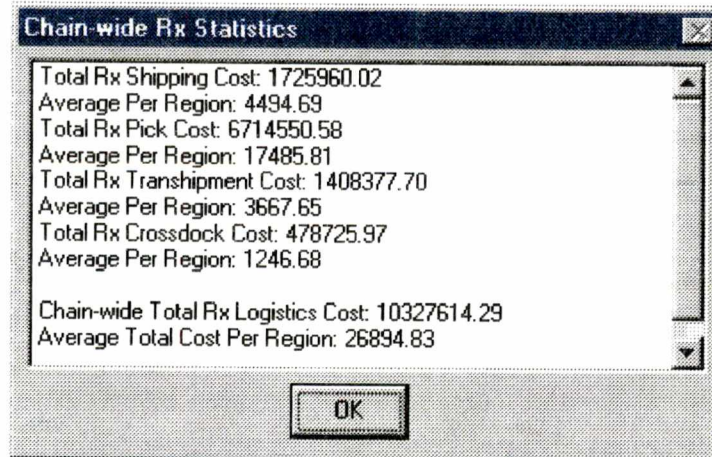 Chain-wide Rx Statistics
Total Rx Shipping Cost: 1725960.02
Average Per Region: 4494.69
Total Rx Pick Cost: 6714550.58
Average Per Region: 17485.81
Total Rx Transhipment Cost: 1408377.70
Average Per Region: 3667.65
Total Rx Crossdock Cost: 478725.97
Average Per Region: 1246.68
Chain-wide Total Rx Logistics Cost: 10327614.29
Average Total Cost Per Region: 26894.83
OK